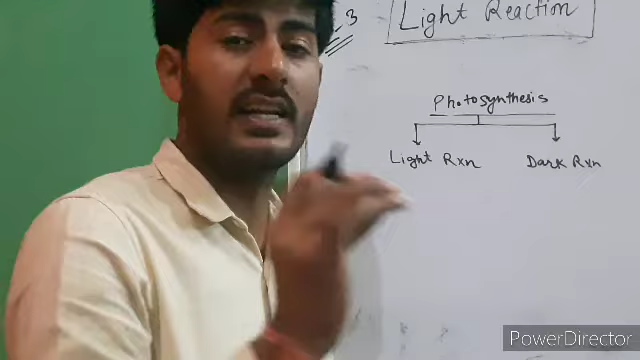 3
Light Reaction
Photosynthesis
Light Rxn
Dark Rxn
PowerDirector